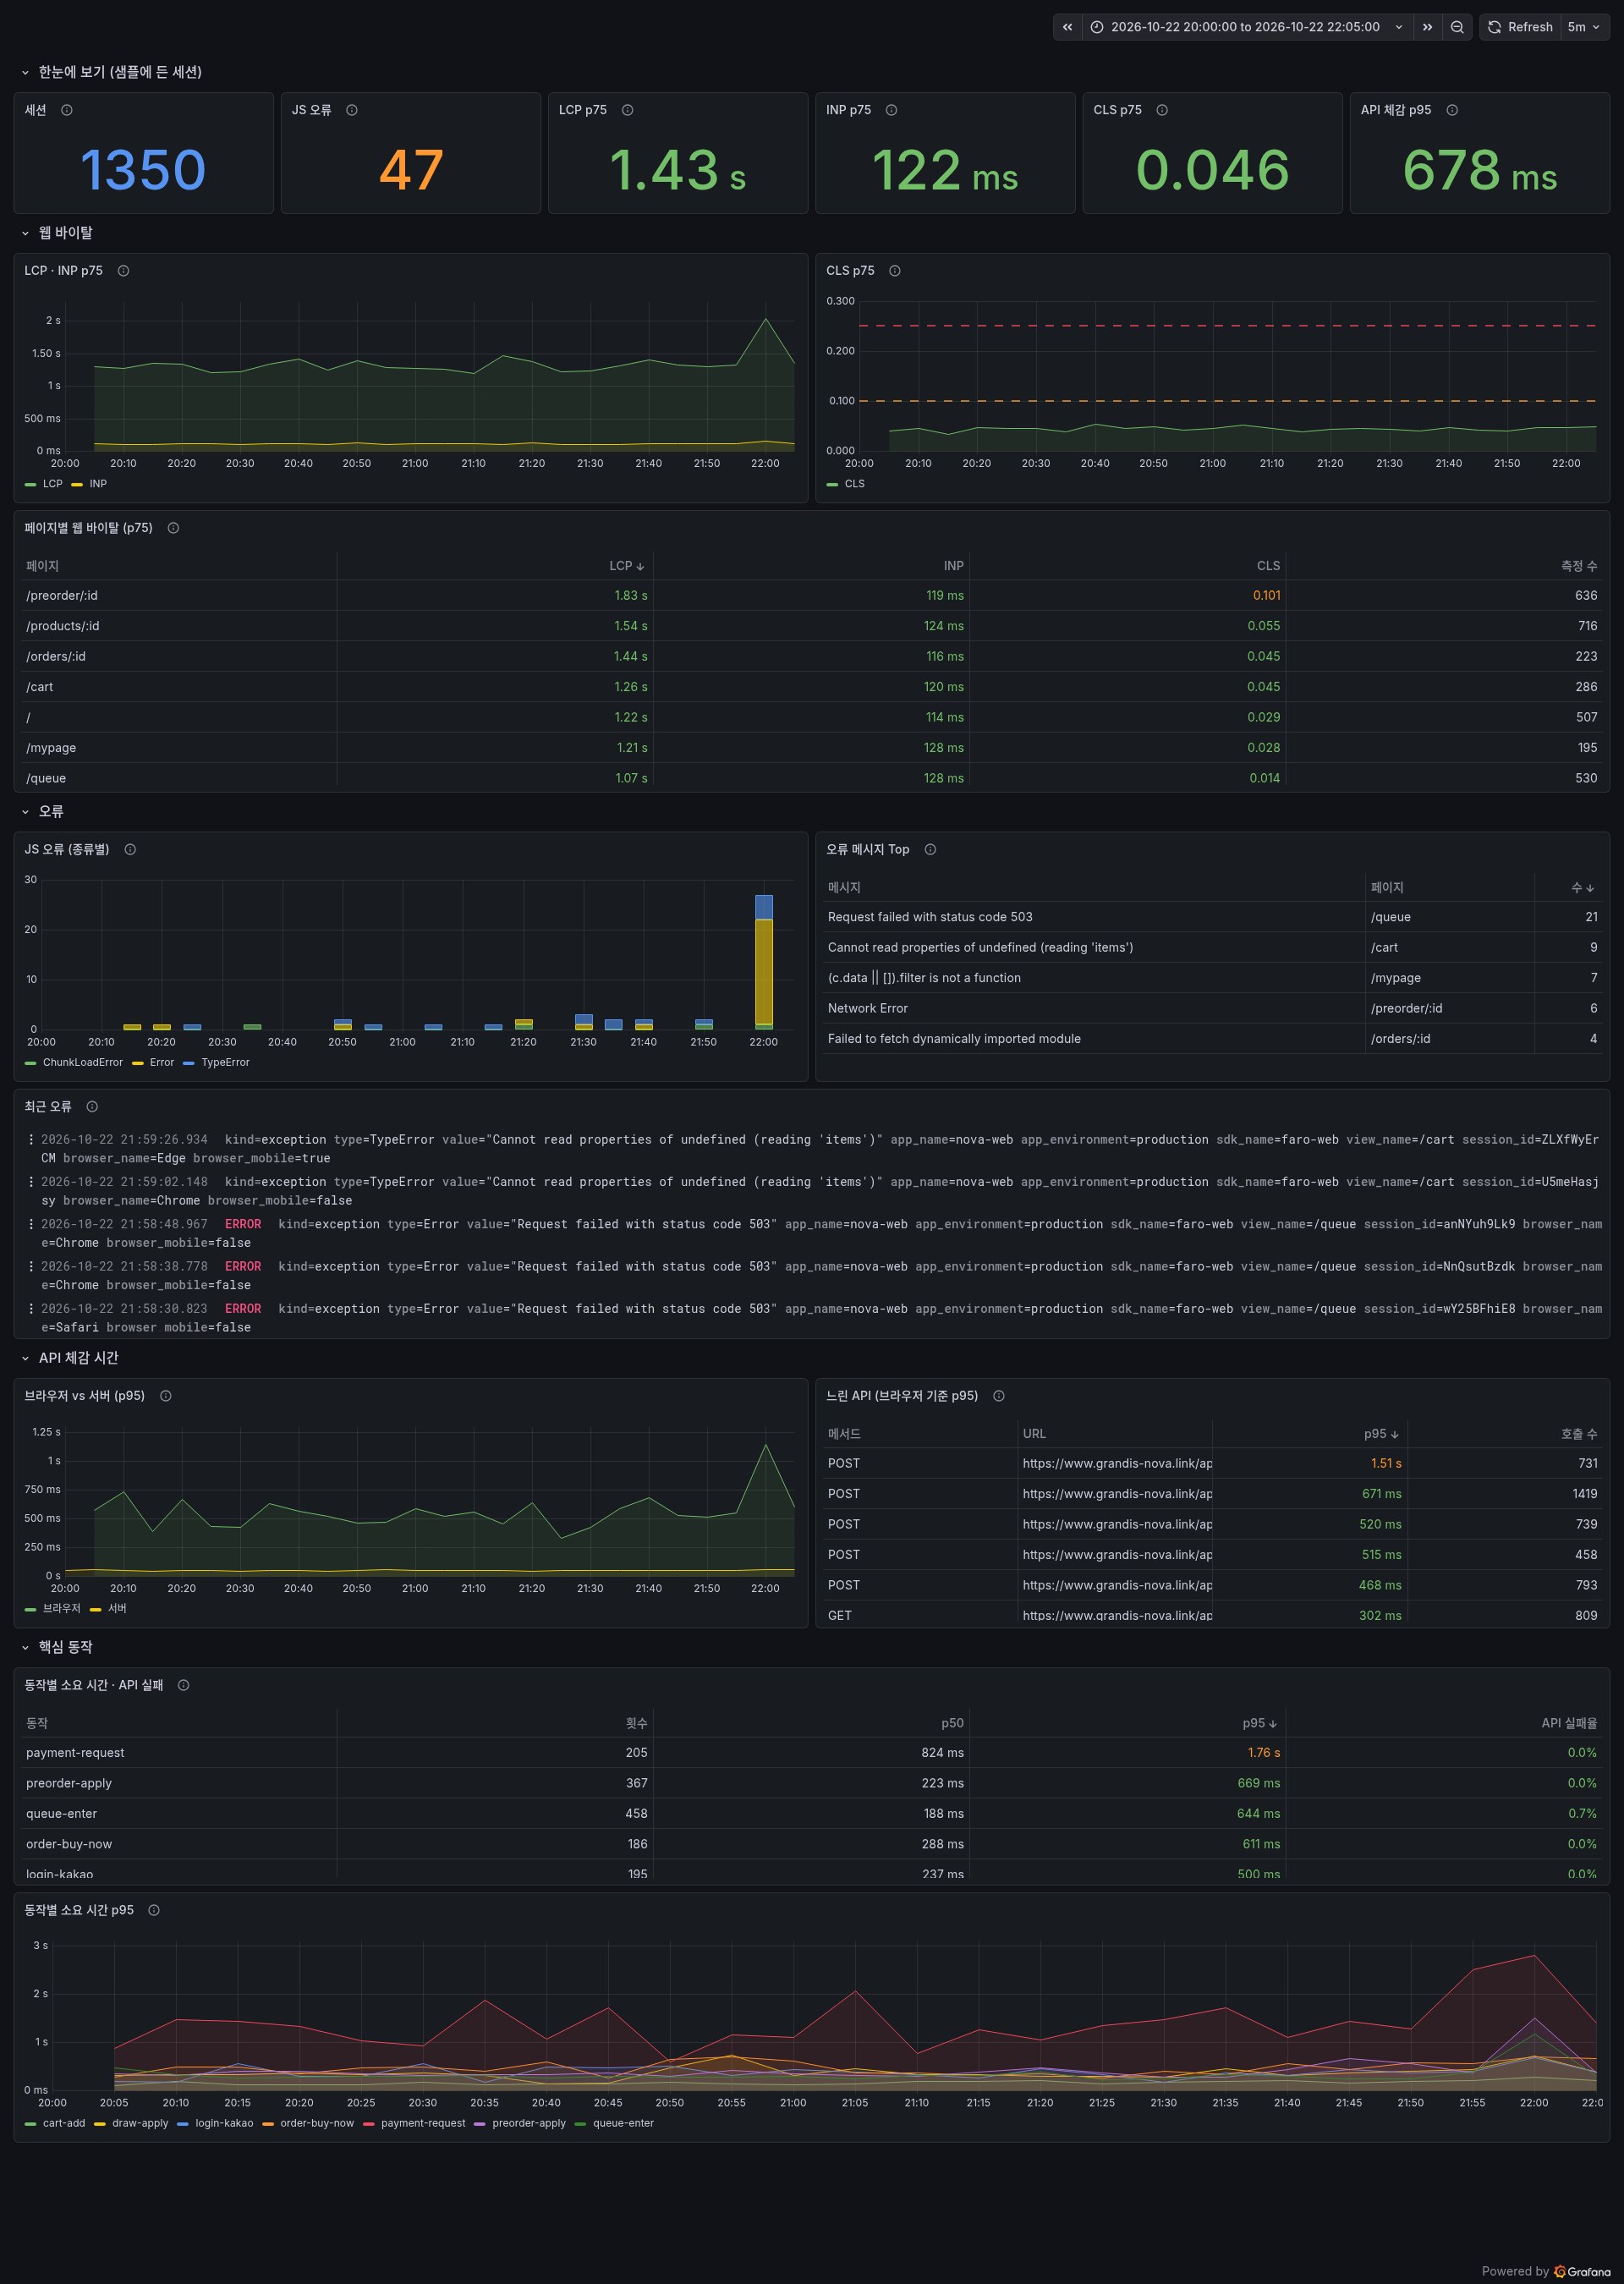 2026-10-22 20:00:00 to 2026-10-22 22:05:00
Refresh
5m
한눈에 보기 (샘플에 든 세션)
세션
1350
JS 오류
47
LCP p75
1.43 s
INP p75
122 ms
CLS p75
0.046
API 체감 p95
678 ms
웹 바이탈
LCP · INP p75
2 s
1.50 s
1 s
500 ms
0 ms
20:00 20:10 20:20 20:30 20:40 20:50 21:00 21:10 21:20 21:30 21:40 21:50 22:00
LCP INP
CLS p75
0.300
0.200
0.100
0.000
20:00 20:10 20:20 20:30 20:40 20:50 21:00 21:10 21:20 21:30 21:40 21:50 22:00
CLS
페이지별 웹 바이탈 (p75)
페이지 LCP INP CLS 측정 수
/preorder/:id 1.83 s 119 ms 0.101 636
/products/:id 1.54 s 124 ms 0.055 716
/orders/:id 1.44 s 116 ms 0.045 223
/cart 1.26 s 120 ms 0.045 286
/ 1.22 s 114 ms 0.029 507
/mypage 1.21 s 128 ms 0.028 195
/queue 1.07 s 128 ms 0.014 530
오류
JS 오류 (종류별)
30
20
10
0
20:00 20:10 20:20 20:30 20:40 20:50 21:00 21:10 21:20 21:30 21:40 21:50 22:00
ChunkLoadError Error TypeError
오류 메시지 Top
메시지 페이지 수
Request failed with status code 503 /queue 21
Cannot read properties of undefined (reading 'items') /cart 9
(c.data || []).filter is not a function /mypage 7
Network Error /preorder/:id 6
Failed to fetch dynamically imported module /orders/:id 4
최근 오류
2026-10-22 21:59:26.934 kind=exception type=TypeError value="Cannot read properties of undefined (reading 'items')" app_name=nova-web app_environment=production sdk_name=faro-web view_name=/cart session_id=ZLXfWyEr
CM browser_name=Edge browser_mobile=true
2026-10-22 21:59:02.148 kind=exception type=TypeError value="Cannot read properties of undefined (reading 'items')" app_name=nova-web app_environment=production sdk_name=faro-web view_name=/cart session_id=U5meHasj
sy browser_name=Chrome browser_mobile=false
2026-10-22 21:58:48.967 ERROR kind=exception type=Error value="Request failed with status code 503" app_name=nova-web app_environment=production sdk_name=faro-web view_name=/queue session_id=anNYuh9Lk9 browser_nam
e=Chrome browser_mobile=false
2026-10-22 21:58:38.778 ERROR kind=exception type=Error value="Request failed with status code 503" app_name=nova-web app_environment=production sdk_name=faro-web view_name=/queue session_id=NnQsutBzdk browser_nam
e=Chrome browser_mobile=false
2026-10-22 21:58:30.823 ERROR kind=exception type=Error value="Request failed with status code 503" app_name=nova-web app_environment=production sdk_name=faro-web view_name=/queue session_id=wY25BFhiE8 browser_nam
e=Safari browser_mobile=false
API 체감 시간
브라우저 vs 서버 (p95)
1.25 s
1 s
750 ms
500 ms
250 ms
0 s
20:00 20:10 20:20 20:30 20:40 20:50 21:00 21:10 21:20 21:30 21:40 21:50 22:00
브라우저 서버
느린 API (브라우저 기준 p95)
메서드 URL p95 호출 수
POST https://www.grandis-nova.link/ap 1.51 s 731
POST https://www.grandis-nova.link/ap 671 ms 1419
POST https://www.grandis-nova.link/ap 520 ms 739
POST https://www.grandis-nova.link/ap 515 ms 458
POST https://www.grandis-nova.link/ap 468 ms 793
GET https://www.grandis-nova.link/ap 302 ms 809
핵심 동작
동작별 소요 시간 · API 실패
동작 횟수 p50 p95 API 실패율
payment-request 205 824 ms 1.76 s 0.0%
preorder-apply 367 223 ms 669 ms 0.0%
queue-enter 458 188 ms 644 ms 0.7%
order-buy-now 186 288 ms 611 ms 0.0%
login-kakao 195 237 ms 500 ms 0.0%
동작별 소요 시간 p95
3 s
2 s
1 s
0 ms
20:00 20:05 20:10 20:15 20:20 20:25 20:30 20:35 20:40 20:45 20:50 20:55 21:00 21:05 21:10 21:15 21:20 21:25 21:30 21:35 21:40 21:45 21:50 21:55 22:00 22:0
cart-add draw-apply login-kakao order-buy-now payment-request preorder-apply queue-enter
Powered by Grafana